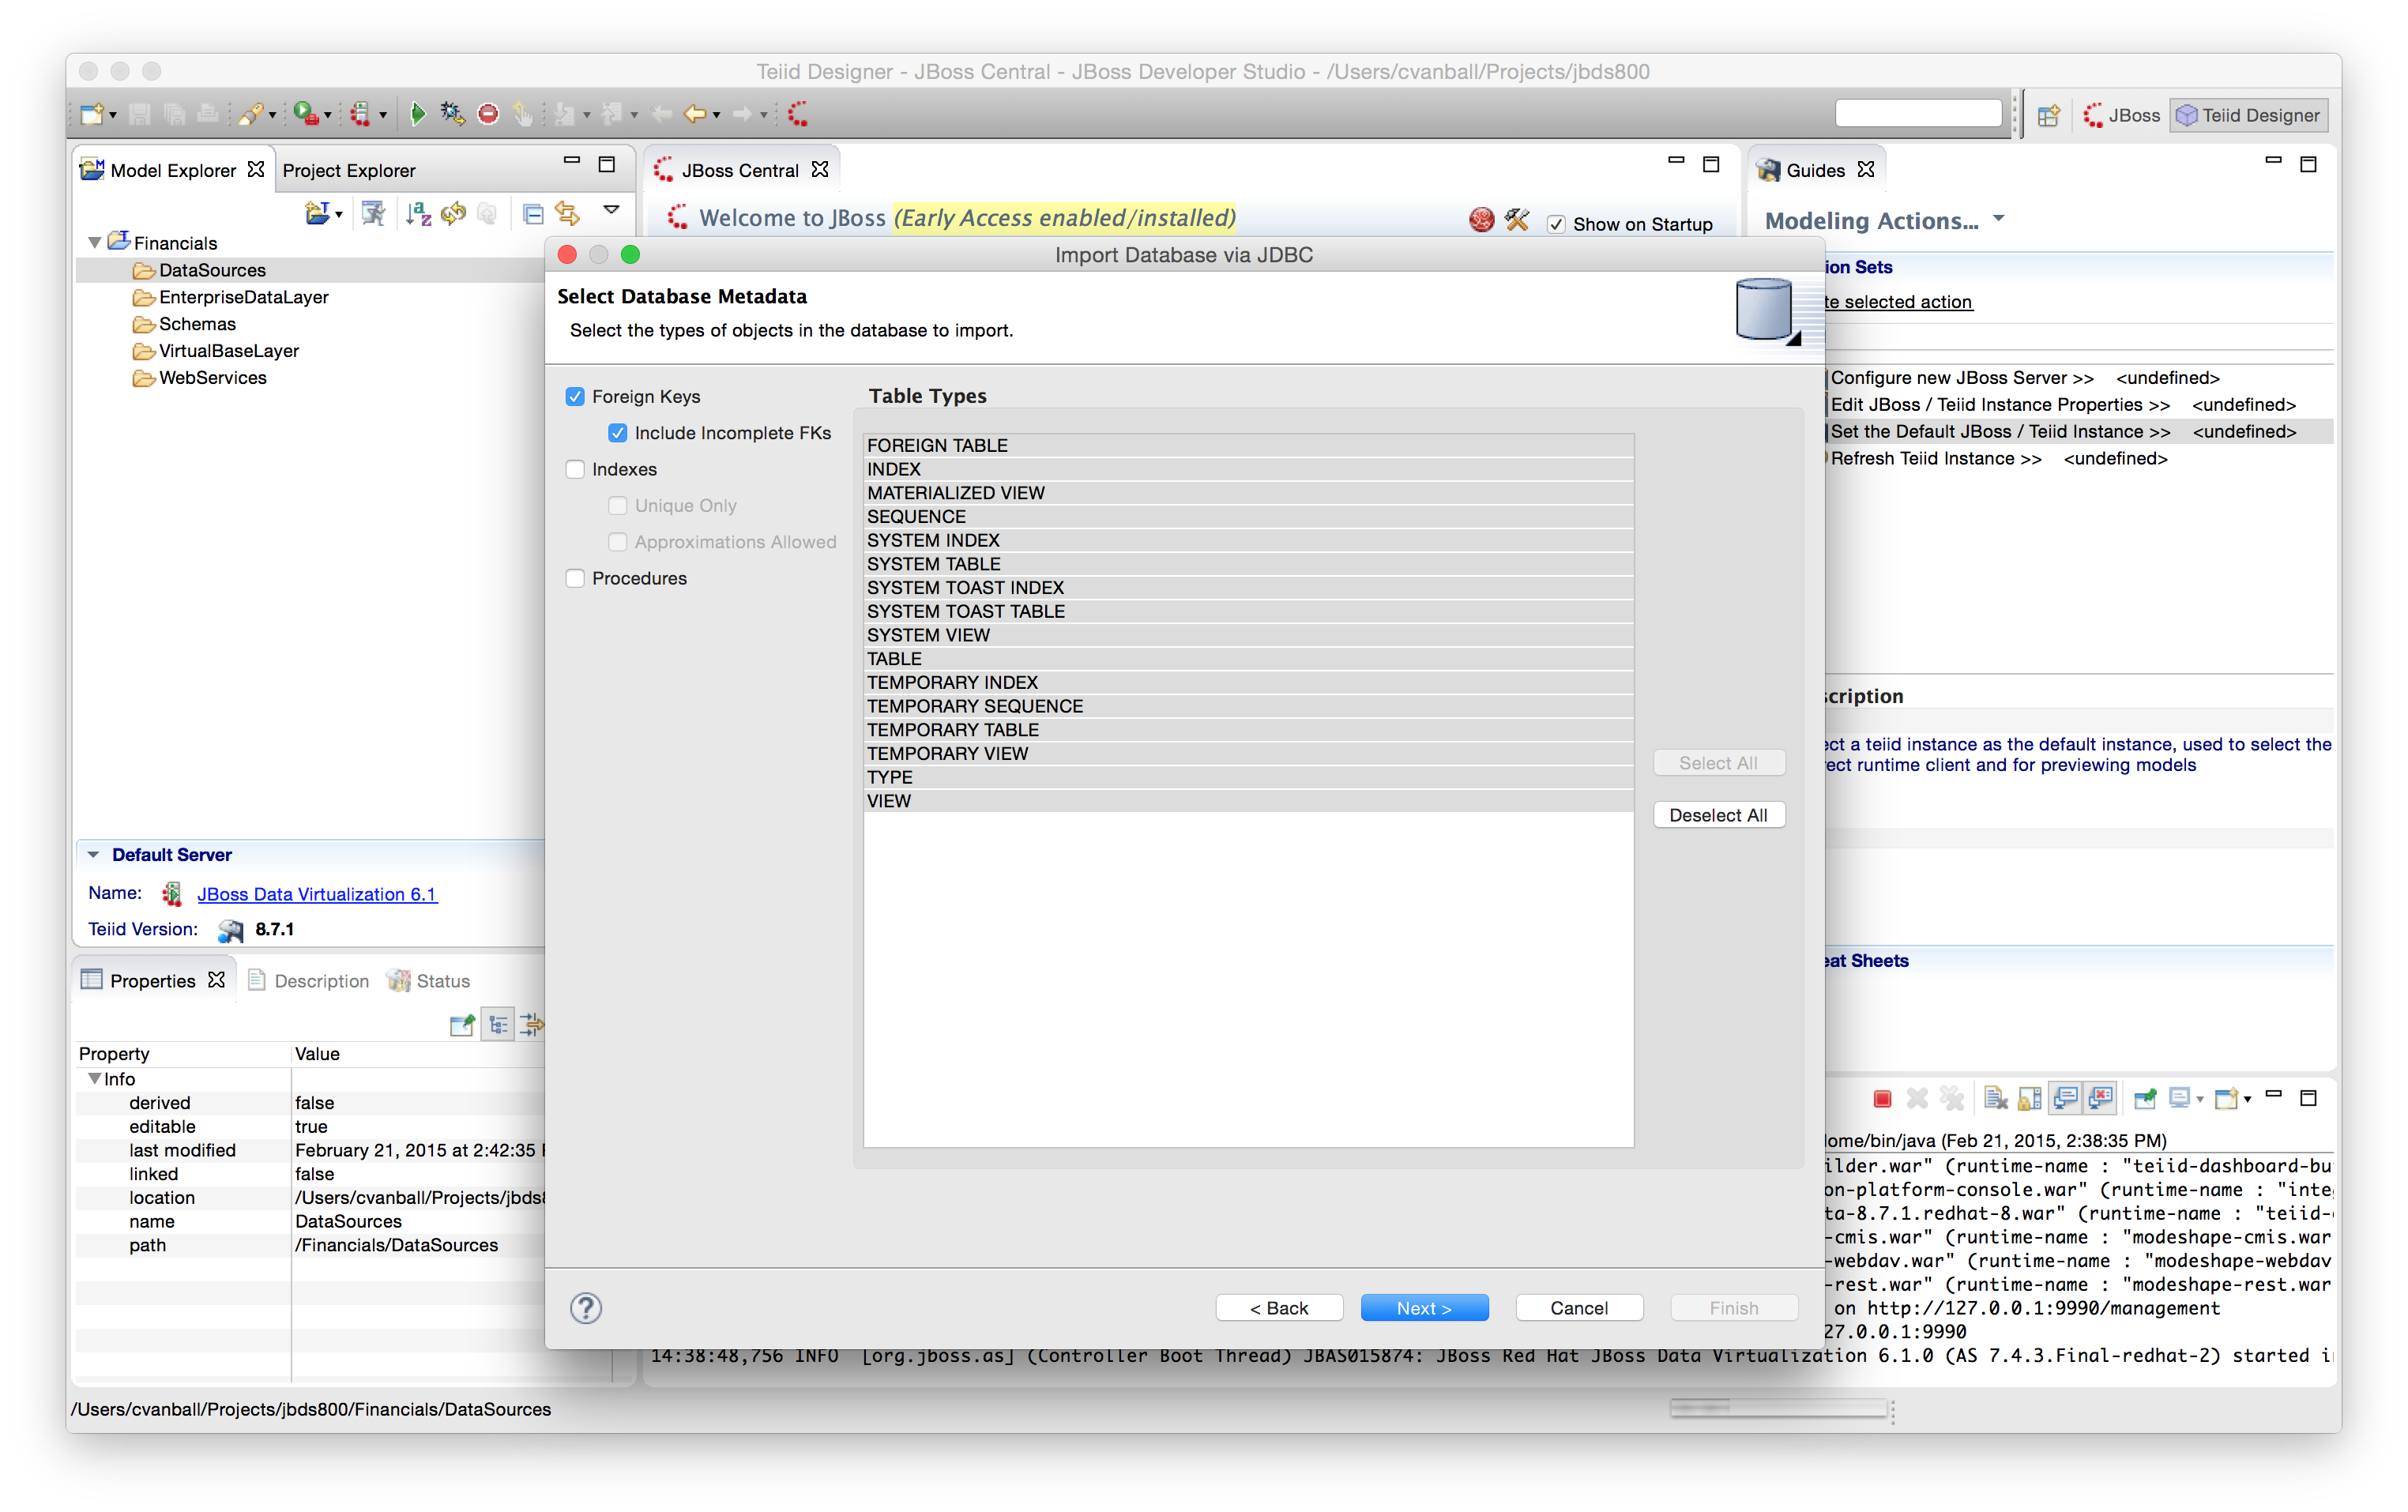 Teiid Designer - JBoss Central - JBoss Developer Studio - /Users/cvanball/Projects/jbds800
JBoss
Teiid Designer
Model Explorer
Project Explorer
JBoss Central
Guides
Welcome to JBoss (Early Access enabled/installed)
Show on Startup
Modeling Actions...
Financials
DataSources
EnterpriseDataLayer
Schemas
VirtualBaseLayer
WebServices
Import Database via JDBC
Select Database Metadata
Select the types of objects in the database to import.
Foreign Keys
Include Incomplete FKs
Indexes
Unique Only
Approximations Allowed
Procedures
Table Types
FOREIGN TABLE
INDEX
MATERIALIZED VIEW
SEQUENCE
SYSTEM INDEX
SYSTEM TABLE
SYSTEM TOAST INDEX
SYSTEM TOAST TABLE
SYSTEM VIEW
TABLE
TEMPORARY INDEX
TEMPORARY SEQUENCE
TEMPORARY TABLE
TEMPORARY VIEW
TYPE
VIEW
Select All
Deselect All
< Back
Next >
Cancel
Finish
ion Sets
te selected action
Configure new JBoss Server >> <undefined>
Edit JBoss / Teiid Instance Properties >> <undefined>
Set the Default JBoss / Teiid Instance >> <undefined>
Refresh Teiid Instance >> <undefined>
scription
ect a teiid instance as the default instance, used to select the
rect runtime client and for previewing models
eat Sheets
Default Server
Name: JBoss Data Virtualization 6.1
Teiid Version: 8.7.1
Properties
Description
Status
Property Value
Info
derived false
editable true
last modified February 21, 2015 at 2:42:35
linked false
location /Users/cvanball/Projects/jbds8
name DataSources
path /Financials/DataSources
ome/bin/java (Feb 21, 2015, 2:38:35 PM)
ilder.war" (runtime-name : "teiid-dashboard-bu
on-platform-console.war" (runtime-name : "inte
ta-8.7.1.redhat-8.war" (runtime-name : "teiid-
-cmis.war" (runtime-name : "modeshape-cmis.war
-webdav.war" (runtime-name : "modeshape-webdav
-rest.war" (runtime-name : "modeshape-rest.war
on http://127.0.0.1:9990/management
27.0.0.1:9990
14:38:48,756 INFO [org.jboss.as] (Controller Boot Thread) JBAS015874: JBoss Red Hat JBoss Data Virtualization 6.1.0 (AS 7.4.3.Final-redhat-2) started i
/Users/cvanball/Projects/jbds800/Financials/DataSources